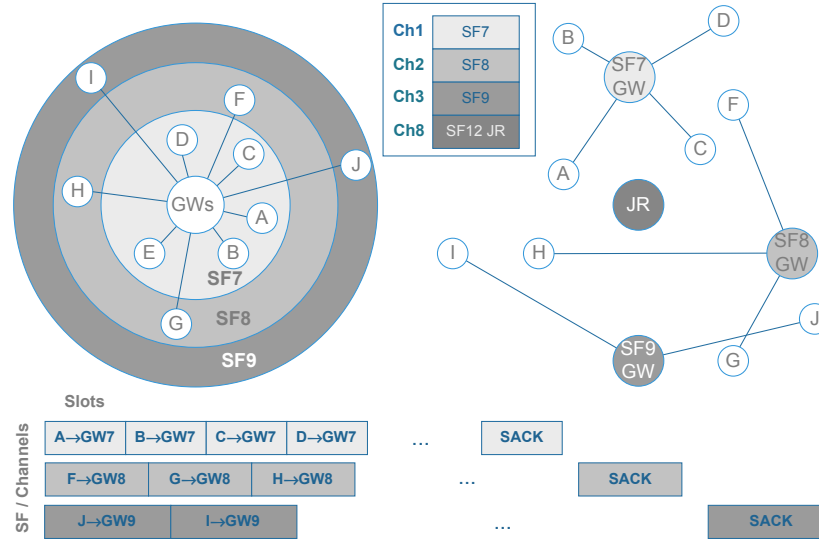 I
F
D
C
J
H
GWs
A
E
B
SF7
G
SF8
SF9
Ch1 SF7
Ch2 SF8
Ch3 SF9
Ch8 SF12 JR
B
D
SF7
GW
F
C
A
JR
I
H
SF8
GW
J
SF9
GW
G
Slots
SF / Channels
A→GW7 B→GW7 C→GW7 D→GW7 ... SACK
F→GW8 G→GW8 H→GW8 ... SACK
J→GW9 I→GW9 ... SACK